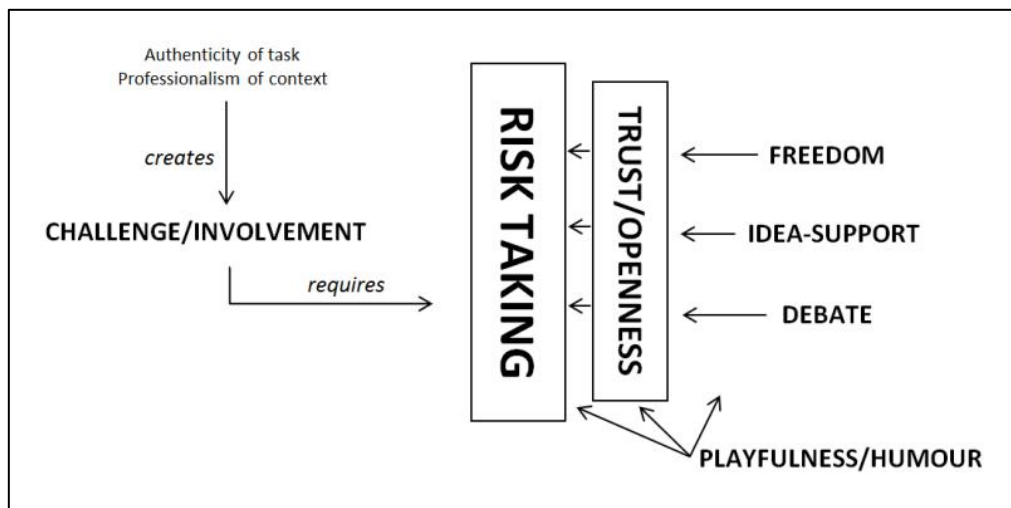 Authenticity of task
Professionalism of context
creates
CHALLENGE/INVOLVEMENT
requires
RISK TAKING
TRUST/OPENNESS
FREEDOM
IDEA-SUPPORT
DEBATE
PLAYFULNESS/HUMOUR